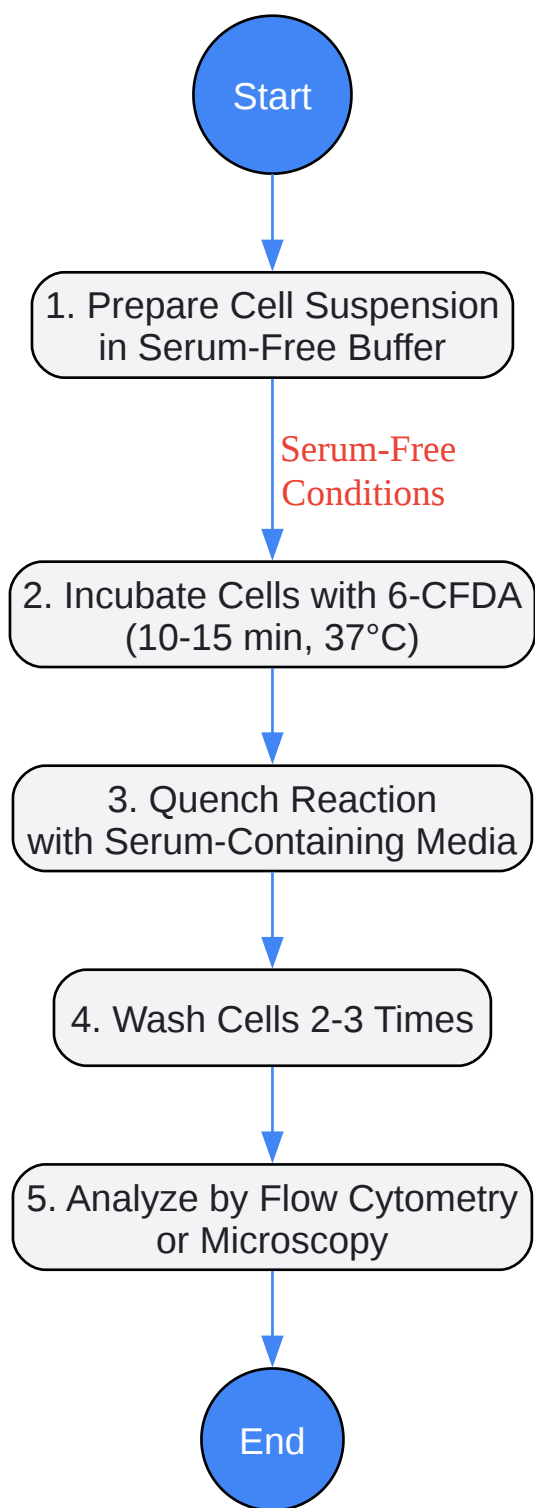 Start
1. Prepare Cell Suspension
in Serum-Free Buffer
Serum-Free
Conditions
2. Incubate Cells with 6-CFDA
(10-15 min, 37°C)
3. Quench Reaction
with Serum-Containing Media
4. Wash Cells 2-3 Times
5. Analyze by Flow Cytometry
or Microscopy
End